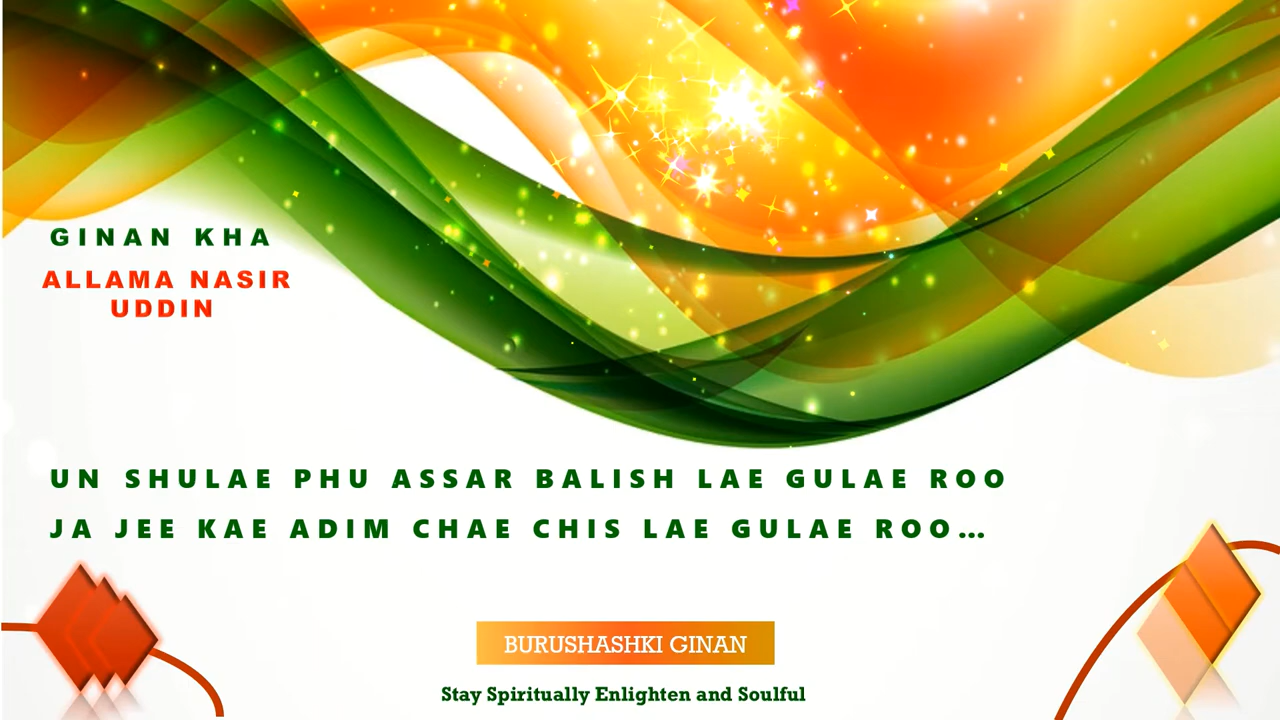 GINAN KHA
ALLAMA NASIR
UDDIN
UN SHULAE PHU ASSAR BALISH LAE GULAE ROO
JA JEE KAE ADIM CHAE CHIS LAE GULAE ROO...
BURUSHASHKI GINAN
Stay Spiritually Enlighten and Soulful